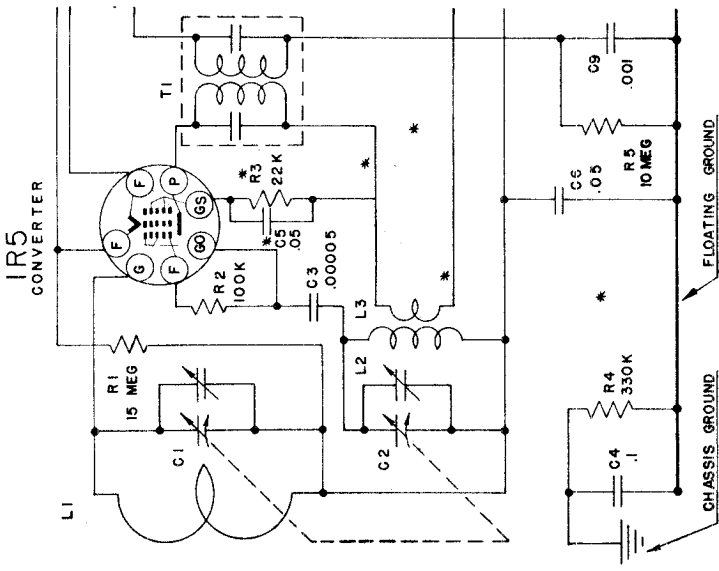 1R5
CONVERTER
F
F
P
G
GS
F
GO
T1
*
R3
22K
C5
.05
*
R2
100K
C3
.00005
*
*
*
R1
15 MEG
L1
C1
L2
L3
C2
C9
.001
R5
10 MEG
C6
.05
*
R4
330K
C4
.1
FLOATING GROUND
CHASSIS GROUND